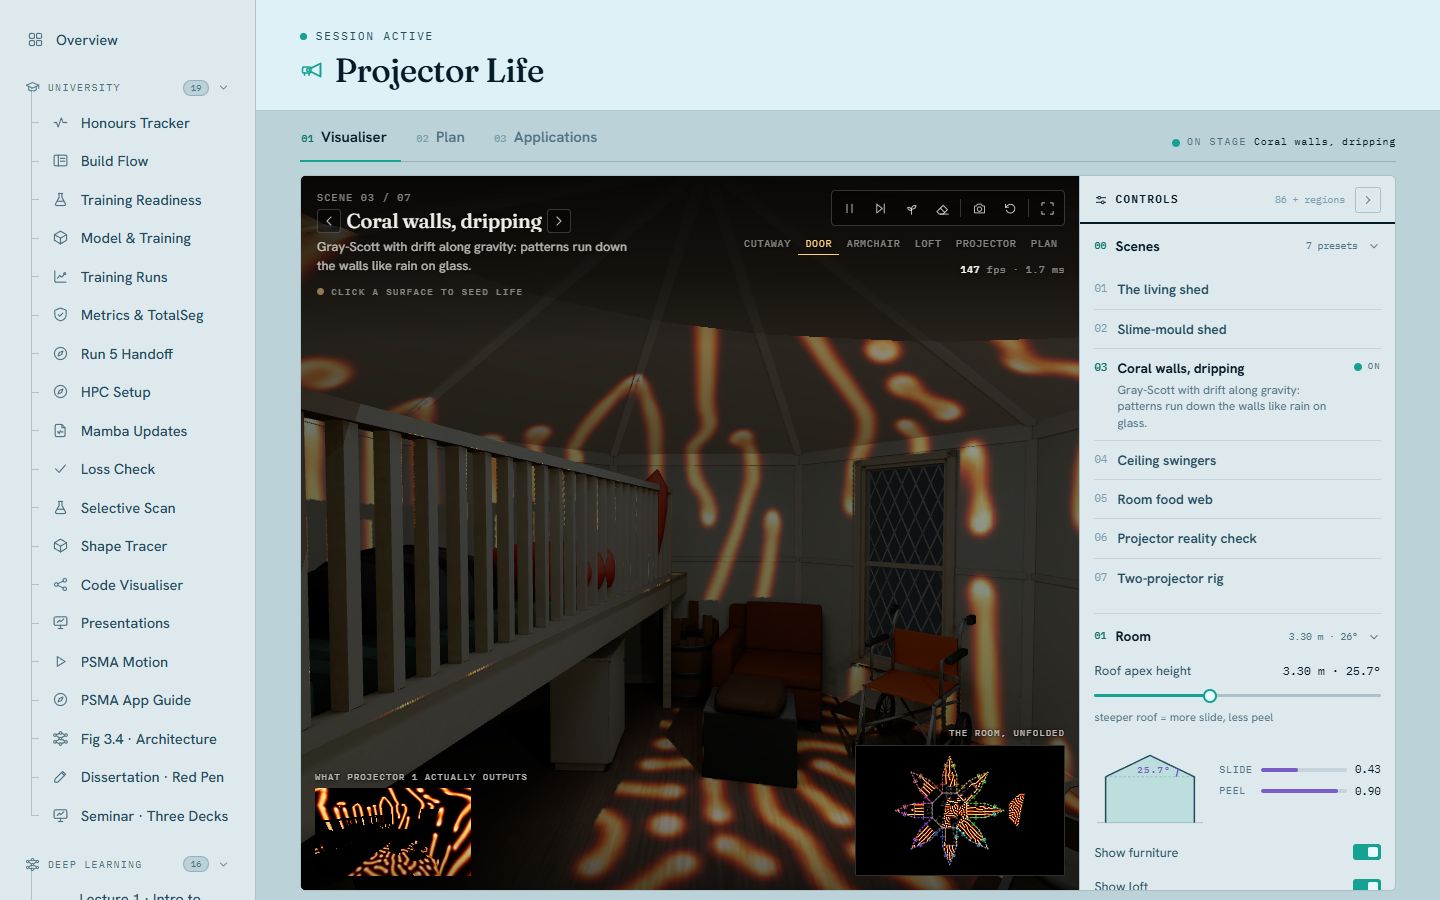 Overview
UNIVERSITY 19
Honours Tracker
Build Flow
Training Readiness
Model & Training
Training Runs
Metrics & TotalSeg
Run 5 Handoff
HPC Setup
Mamba Updates
Loss Check
Selective Scan
Shape Tracer
Code Visualiser
Presentations
PSMA Motion
PSMA App Guide
Fig 3.4 · Architecture
Dissertation · Red Pen
Seminar · Three Decks
DEEP LEARNING 16
Lecture 1 · Intro to
SESSION ACTIVE
Projector Life
01 Visualiser 02 Plan 03 Applications
ON STAGE Coral walls, dripping
SCENE 03 / 07
Coral walls, dripping
Gray-Scott with drift along gravity: patterns run down
the walls like rain on glass.
CLICK A SURFACE TO SEED LIFE
CUTAWAY DOOR ARMCHAIR LOFT PROJECTOR PLAN
147 fps · 1.7 ms
WHAT PROJECTOR 1 ACTUALLY OUTPUTS
THE ROOM, UNFOLDED
CONTROLS 86 + regions
00 Scenes 7 presets
01 The living shed
02 Slime-mould shed
03 Coral walls, dripping ON
Gray-Scott with drift along gravity:
patterns run down the walls like rain on
glass.
04 Ceiling swingers
05 Room food web
06 Projector reality check
07 Two-projector rig
01 Room 3.30 m · 26°
Roof apex height 3.30 m · 25.7°
steeper roof = more slide, less peel
25.7°
SLIDE 0.43
PEEL 0.90
Show furniture
Show loft